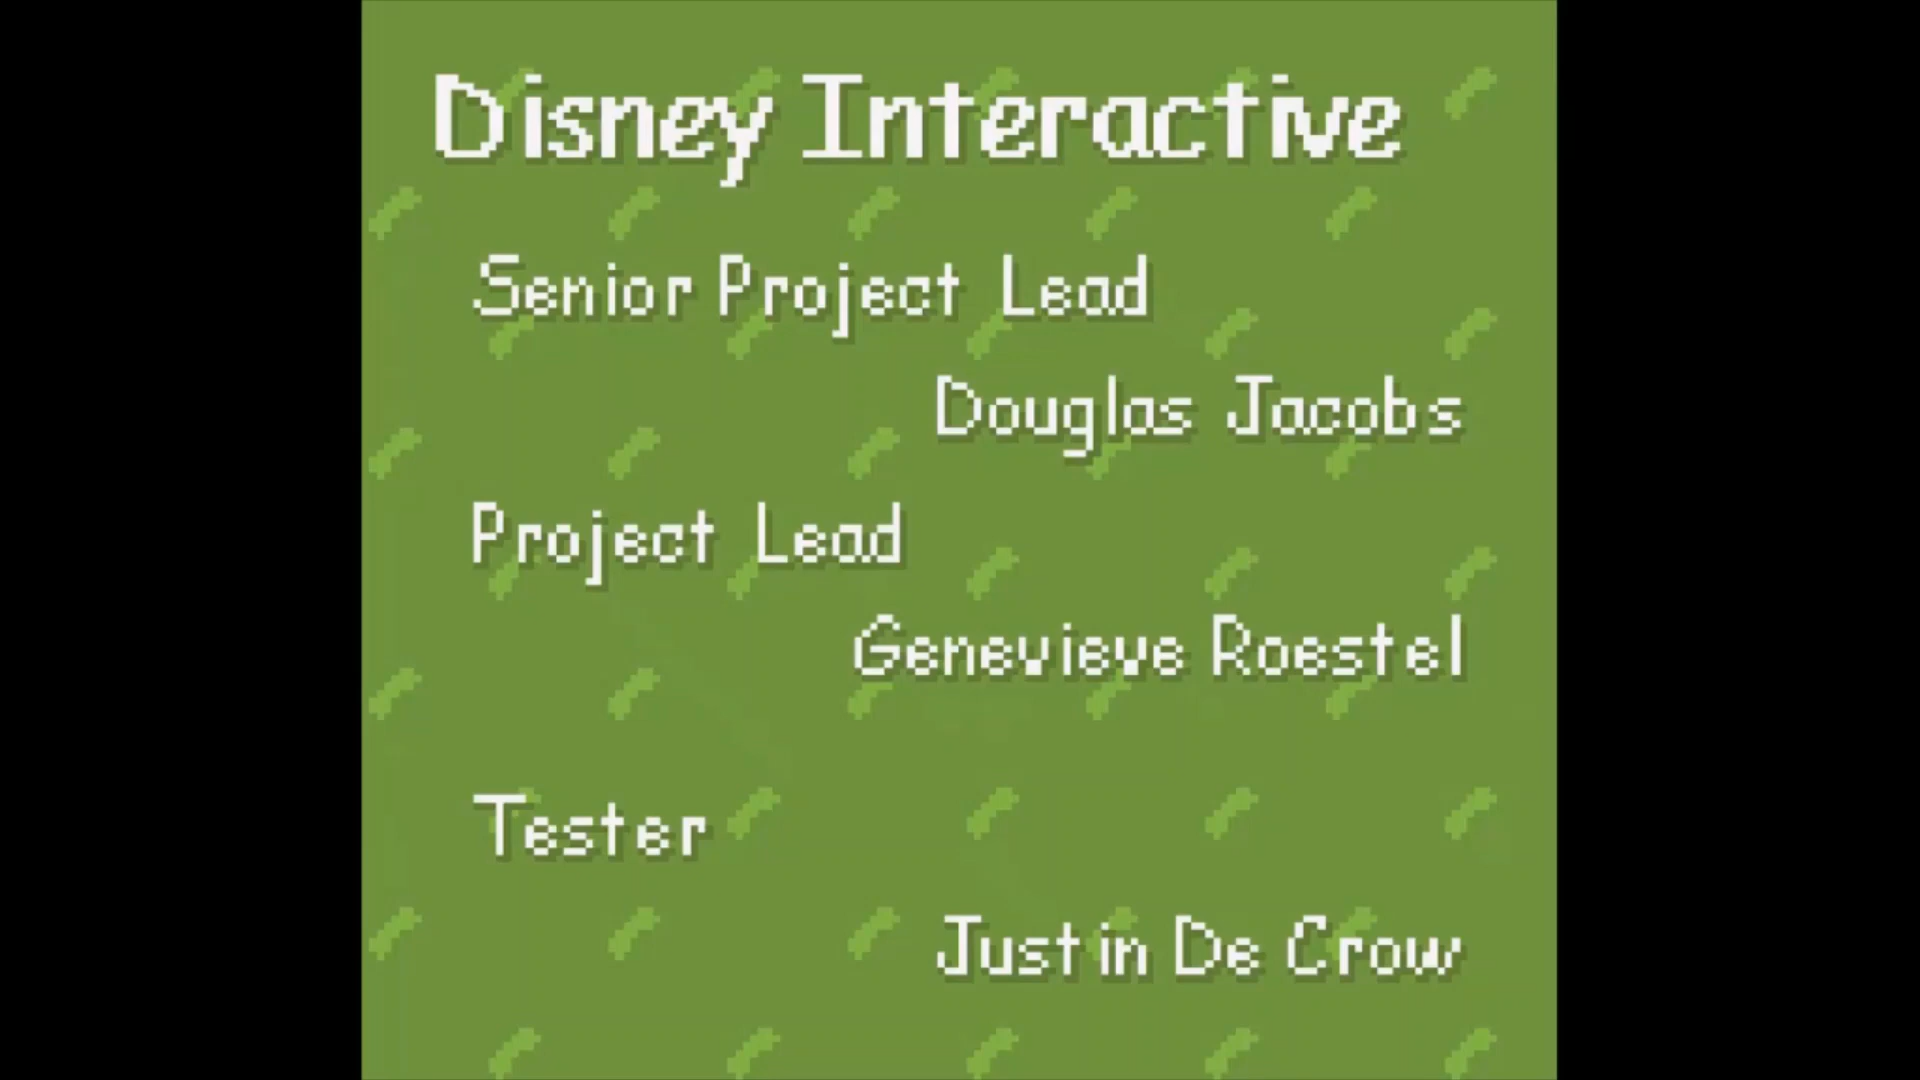 Disney Interactive
Senior Project Lead
Douglas Jacobs
Project Lead
Genevieve Roestel
Tester
Justin De Crow